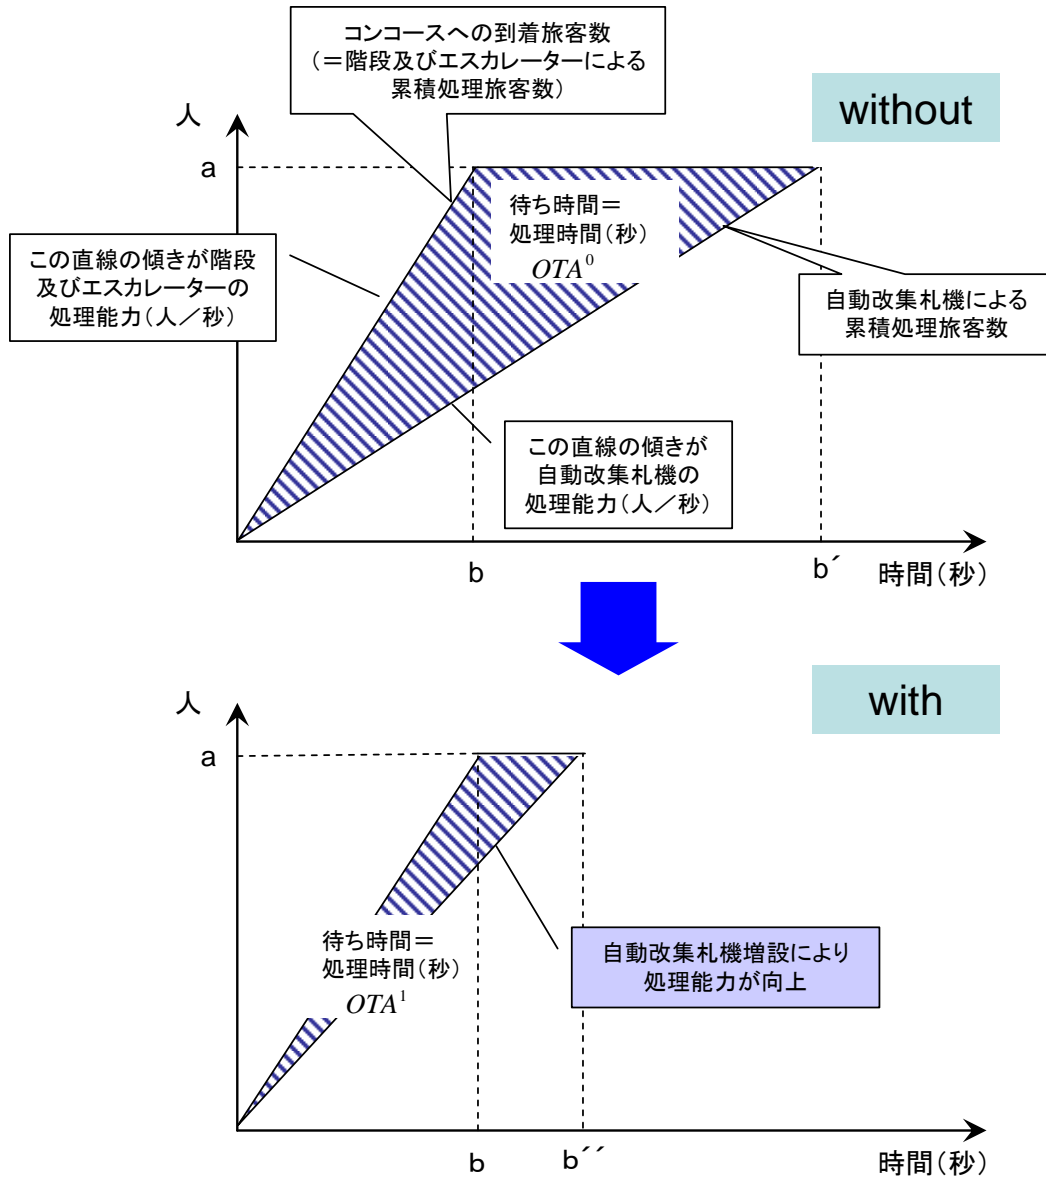 コンコースへの到着旅客数
(＝階段及びエスカレーターによる
累積処理旅客数)
without
人
a
待ち時間＝
処理時間(秒)
OTA⁰
この直線の傾きが階段
及びエスカレーターの
処理能力(人／秒)
自動改集札機による
累積処理旅客数
この直線の傾きが
自動改集札機の
処理能力(人／秒)
b
b´
時間(秒)
with
人
a
待ち時間＝
処理時間(秒)
OTA¹
自動改集札機増設により
処理能力が向上
b
b´´
時間(秒)